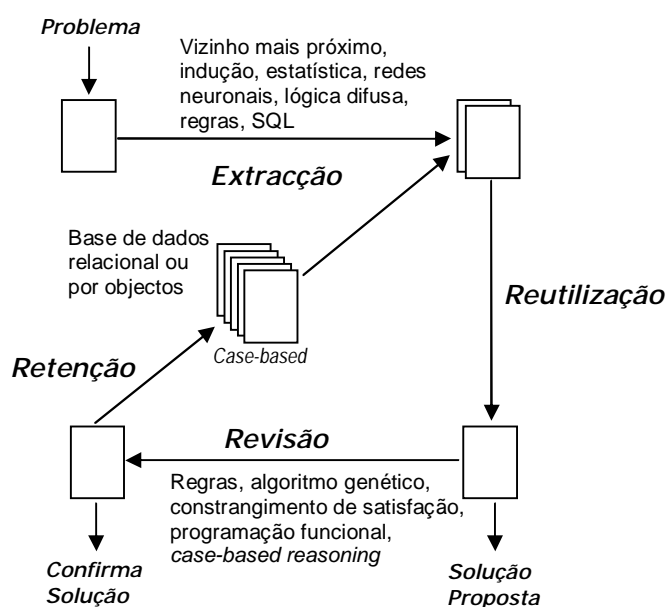 Problema
Vizinho mais próximo,
indução, estatística, redes
neuronais, lógica difusa,
regras, SQL
Extracção
Base de dados
relacional ou
por objectos
Case-based
Reutilização
Retenção
Revisão
Regras, algoritmo genético,
constrangimento de satisfação,
programação funcional,
case-based reasoning
Confirma
Solução
Solução
Proposta